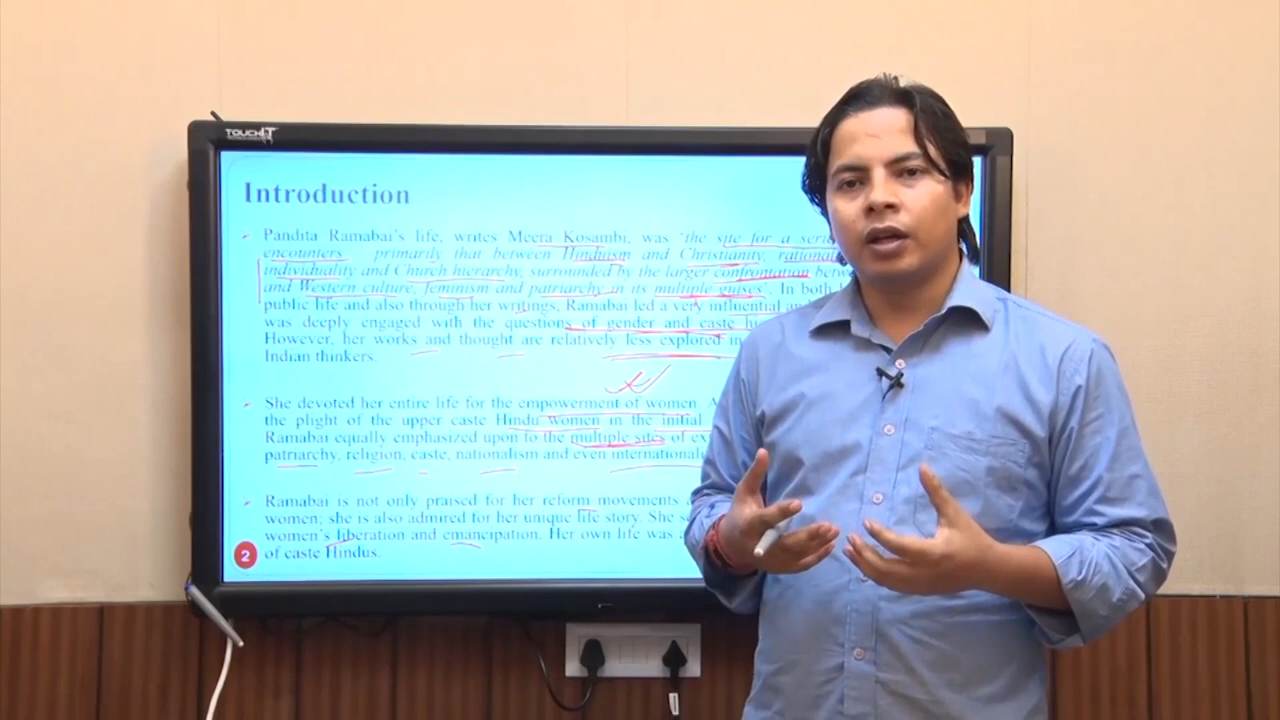 TOUCHIT
Introduction
Pandita Ramabai's life, writes Meera Kosambi, was 'the site for a
encounters primarily that between Hinduism and Christianity,
individuality and Church hierarchy, surrounded by the larger confrontation
and Western culture, feminism and patriarchy in its multiple guises'. In both
public life and also through her writings, Ramabai led a very influential
was deeply engaged with the questions of gender and caste
However, her works and thought are relatively less explored in
Indian thinkers.
She devoted her entire life for the empowerment of women.
the plight of the upper caste Hindu women in the initial
Ramabai equally emphasized upon to the multiple sites of
patriarchy, religion, caste, nationalism and even
Ramabai is not only praised for her reform movements
women; she is also admired for her unique life story. She
women's liberation and emancipation. Her own life was
of caste Hindus.
2